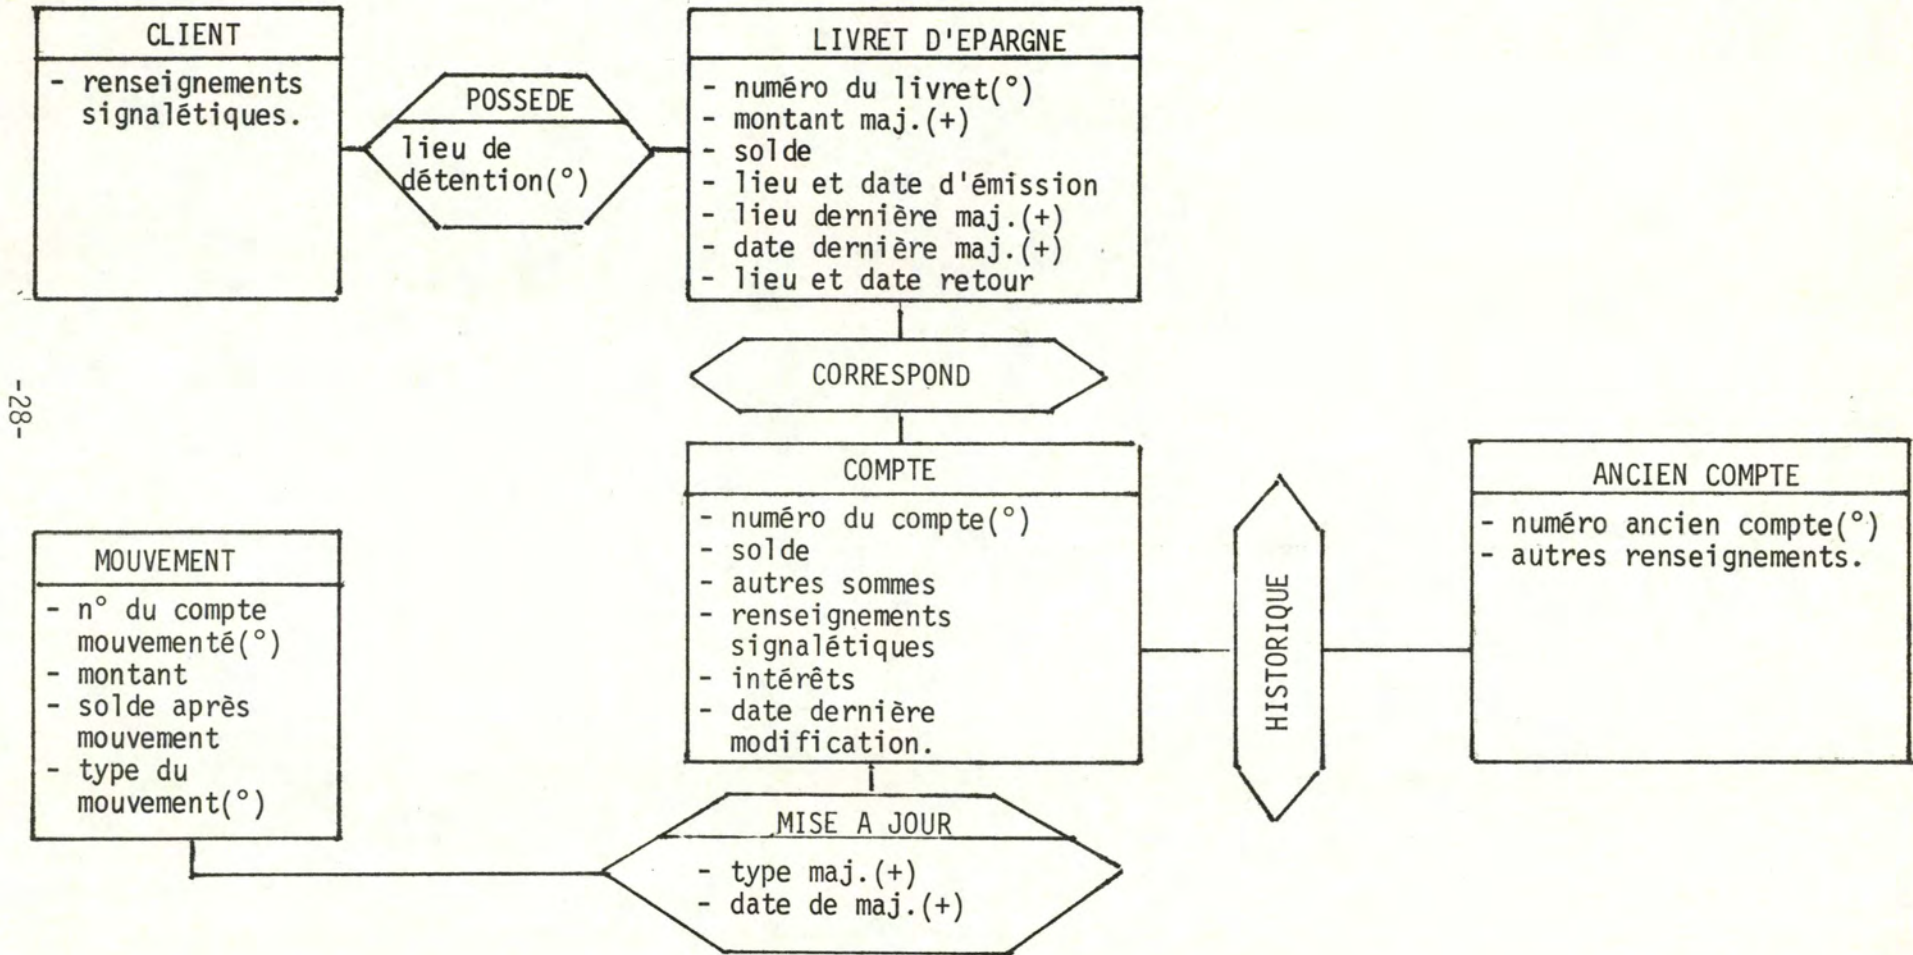 CLIENT
- renseignements
signalétiques.
POSSEDE
lieu de
détention(°)
LIVRET D'EPARGNE
- numéro du livret(°)
- montant maj.(+)
- solde
- lieu et date d'émission
- lieu dernière maj.(+)
- date dernière maj.(+)
- lieu et date retour
CORRESPOND
-28-
COMPTE
- numéro du compte(°)
- solde
- autres sommes
- renseignements
signalétiques
- intérêts
- date dernière
modification.
HISTORIQUE
ANCIEN COMPTE
- numéro ancien compte(°)
- autres renseignements.
MOUVEMENT
- n° du compte
mouvementé(°)
- montant
- solde après
mouvement
- type du
mouvement(°)
MISE A JOUR
- type maj.(+)
- date de maj.(+)